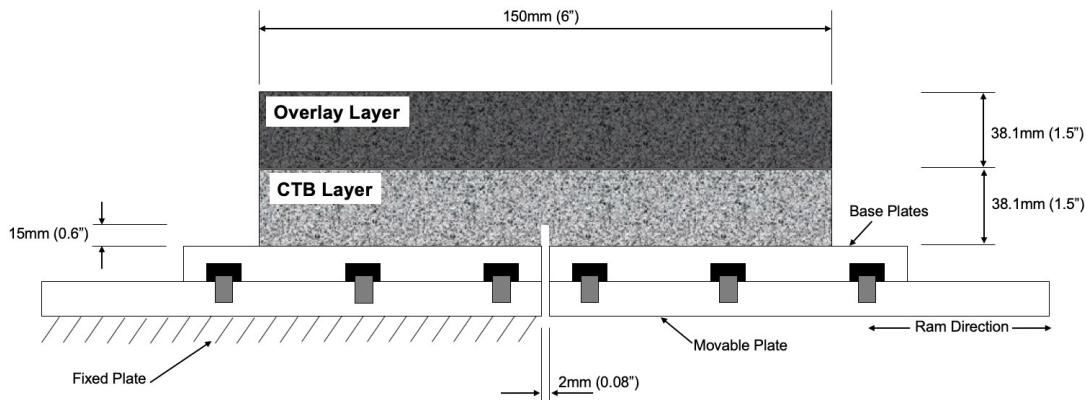 150mm (6”)
Overlay Layer
38.1mm (1.5”)
CTB Layer
Base Plates
38.1mm (1.5”)
15mm (0.6”)
Ram Direction
Movable Plate
Fixed Plate
2mm (0.08”)